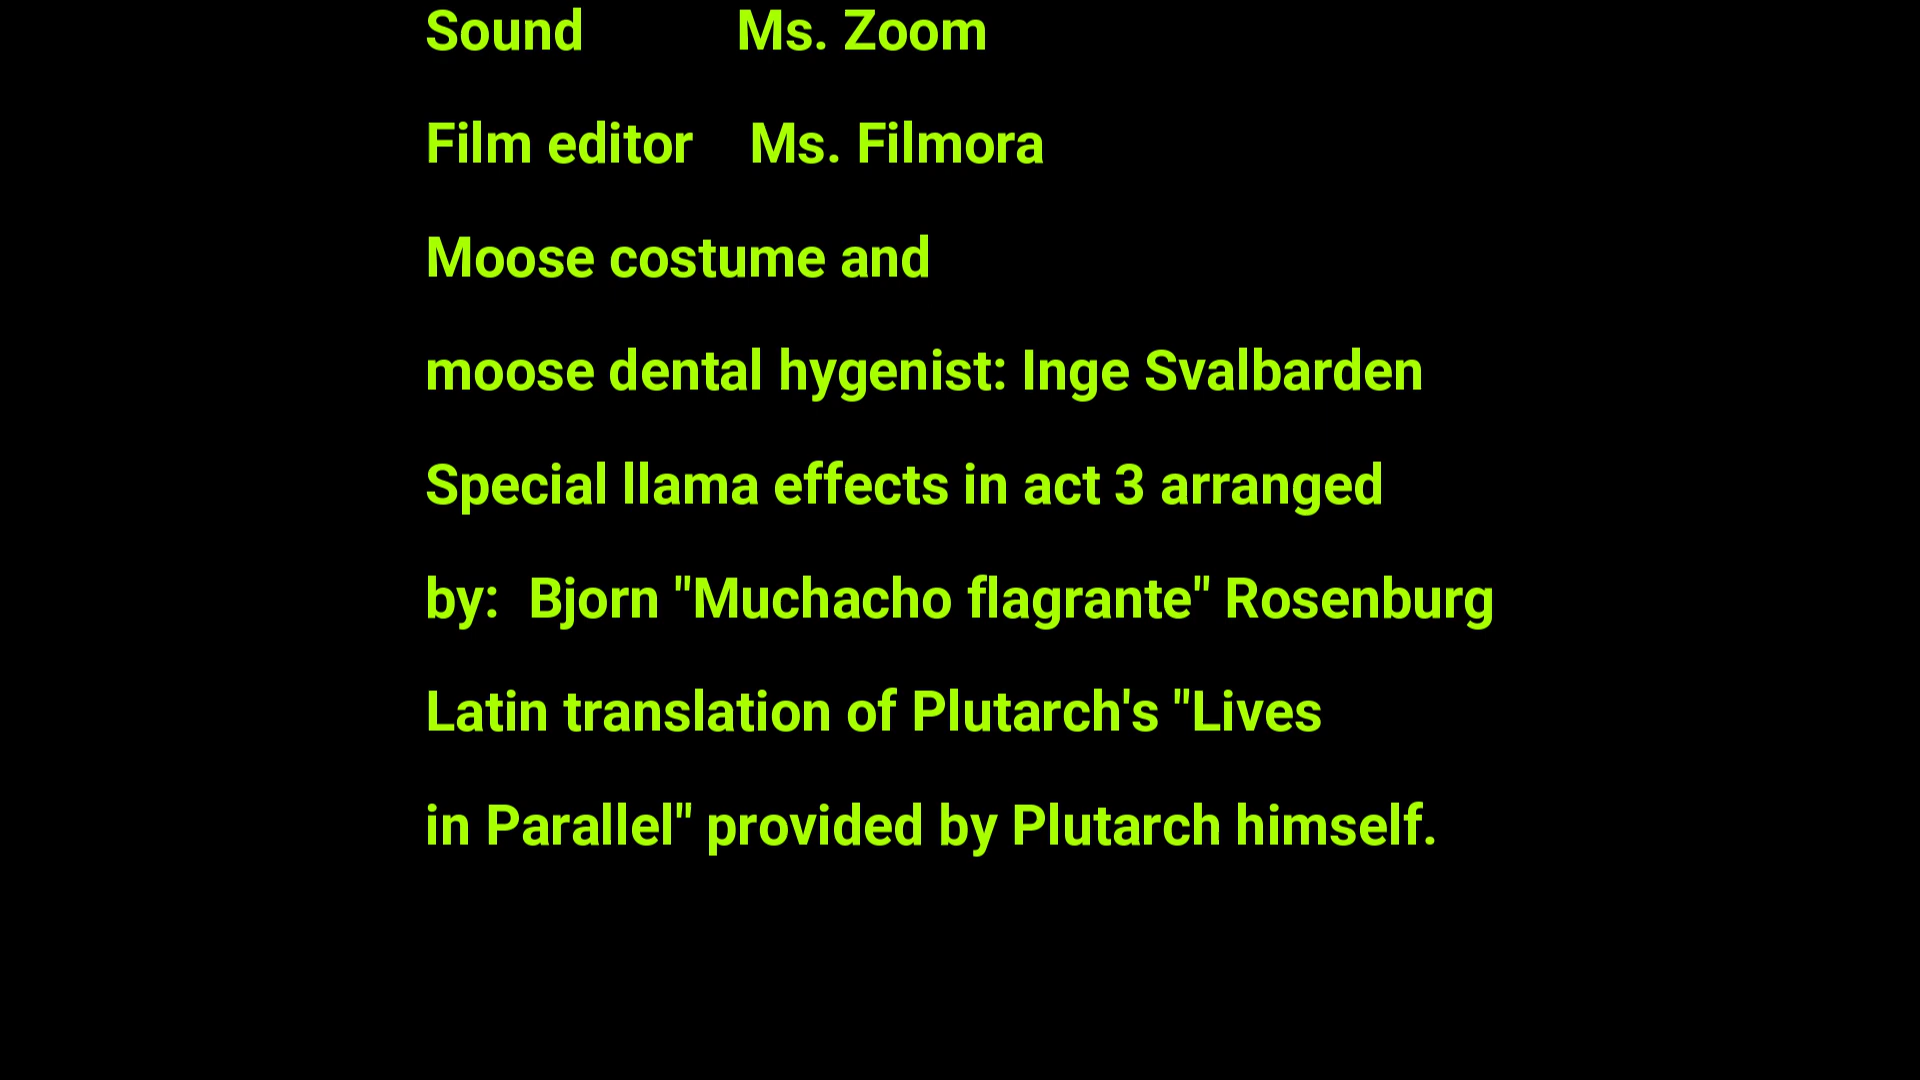 Sound Ms. Zoom
Film editor Ms. Filmora
Moose costume and
moose dental hygenist: Inge Svalbarden
Special llama effects in act 3 arranged
by: Bjorn "Muchacho flagrante" Rosenburg
Latin translation of Plutarch's "Lives
in Parallel" provided by Plutarch himself.